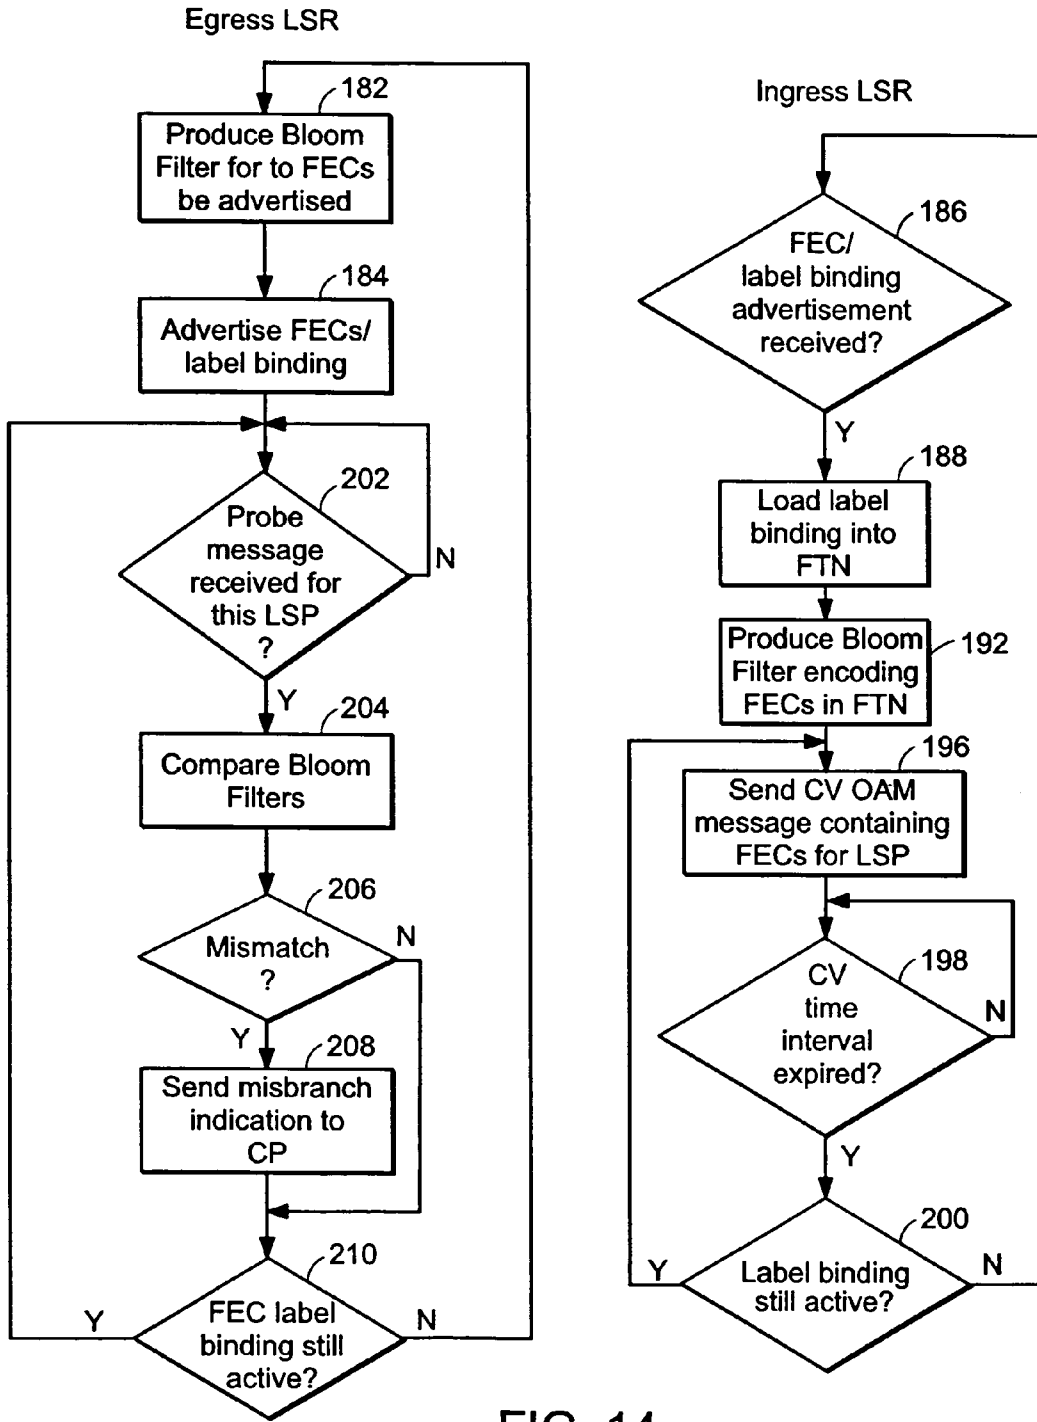 Egress LSR
182
Produce Bloom
Filter for to FECs
be advertised
184
Advertise FECs/
label binding
202
Probe
message
received for
this LSP
?
N
Y
204
Compare Bloom
Filters
206
Mismatch
?
N
Y
208
Send misbranch
indication to
CP
210
FEC label
binding still
active?
Y
N
Ingress LSR
186
FEC/
label binding
advertisement
received?
Y
188
Load label
binding into
FTN
192
Produce Bloom
Filter encoding
FECs in FTN
196
Send CV OAM
message containing
FECs for LSP
198
CV
time
interval
expired?
N
Y
200
Label binding
still active?
Y
N
FIG. 14